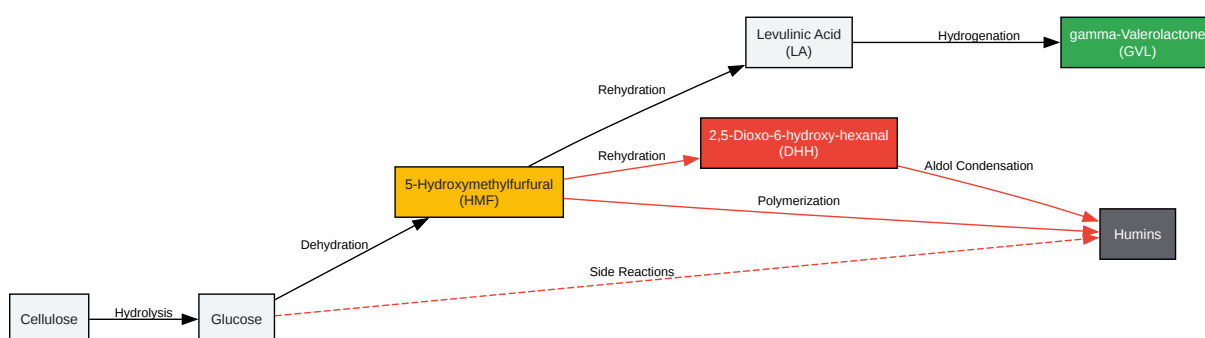 Levulinic Acid
(LA)
Hydrogenation
gamma-Valerolactone
(GVL)
Rehydration
2,5-Dioxo-6-hydroxy-hexanal
(DHH)
Rehydration
Aldol Condensation
5-Hydroxymethylfurfural
(HMF)
Polymerization
Humins
Dehydration
Side Reactions
Cellulose
Hydrolysis
Glucose